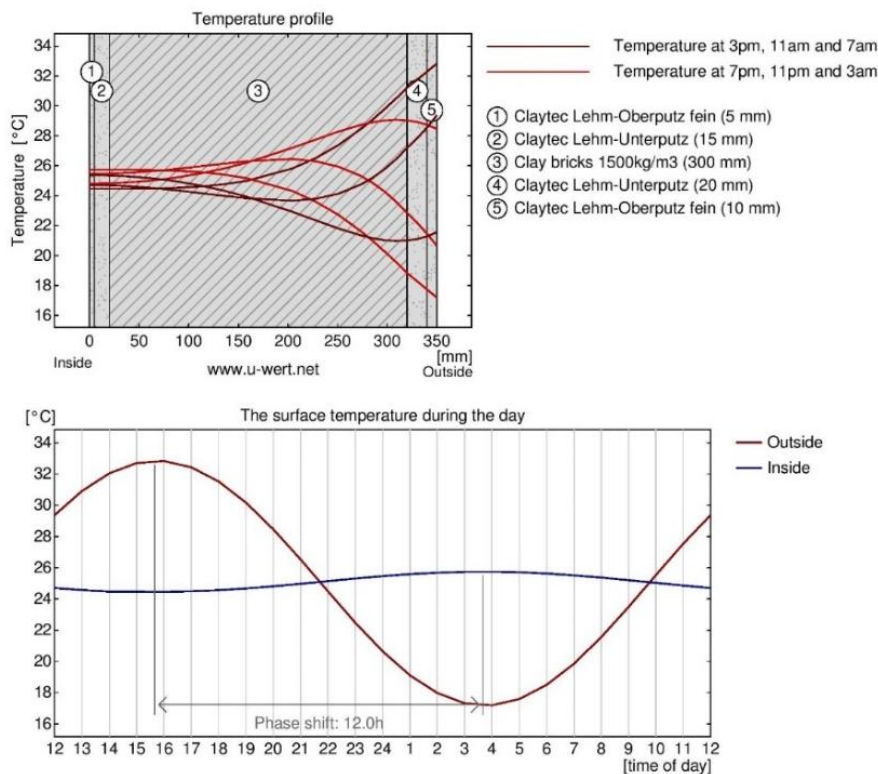 Temperature profile
34
32
30
28
26
24
22
20
18
16
Temperature [°C]
1
2
3
4
5
0 50 100 150 200 250 300 350
[mm]
Inside
www.u-wert.net
Outside
Temperature at 3pm, 11am and 7am
Temperature at 7pm, 11pm and 3am
1 Claytec Lehm-Oberputz fein (5 mm)
2 Claytec Lehm-Unterputz (15 mm)
3 Clay bricks 1500kg/m3 (300 mm)
4 Claytec Lehm-Unterputz (20 mm)
5 Claytec Lehm-Oberputz fein (10 mm)
[°C]
The surface temperature during the day
34
32
30
28
26
24
22
20
18
16
Phase shift: 12.0h
12 13 14 15 16 17 18 19 20 21 22 23 24 1 2 3 4 5 6 7 8 9 10 11 12
[time of day]
Outside
Inside